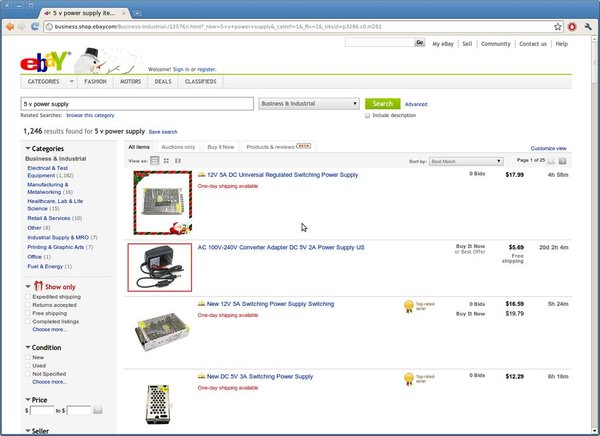 5 v power supply ite...
business.shop.ebay.com/Business-Industrial-/12576/i.html?_nkw=5+v+power+supply&_catref=1&_fln=1&_trksid=p3286.c0.m282
Go
My eBay Sell Community Contact us Help
ebay
Welcome! Sign in or register.
CATEGORIES FASHION MOTORS DEALS CLASSIFIEDS
5 v power supply Business & Industrial Search Advanced
Related Searches: browse this category Include description
1,246 results found for 5 v power supply Save search
All items Auctions only Buy It Now Products & reviews
Customize view
View as: Sort by: Best Match Page 1 of 25
Categories
Business & Industrial
Electrical & Test
Equipment (1,182)
Manufacturing &
Metalworking (16)
Healthcare, Lab & Life
Science (15)
Retail & Services (10)
Other (8)
Industrial Supply & MRO (7)
Printing & Graphic Arts (7)
Office (1)
Fuel & Energy (1)
Show only
Expedited shipping
Returns accepted
Free shipping
Completed listings
Choose more...
Condition
New
Used
Not Specified
Choose more...
Price
$ to $
Seller
12V 5A DC Universal Regulated Switching Power Supply 0 Bids $17.99 4h 58m
One-day shipping available
AC 100V-240V Converter Adapter DC 5V 2A Power Supply US Buy It Now $5.69 20d 2h 4m
or Best Offer Free
shipping
New 12V 5A Switching Power Supply Switching Top-rated 0 Bids $16.59 5h 24m
seller
One-day shipping available Buy It Now $19.79
New DC 5V 3A Switching Power Supply Top-rated 0 Bids $12.29 6h 16m
seller
One-day shipping available